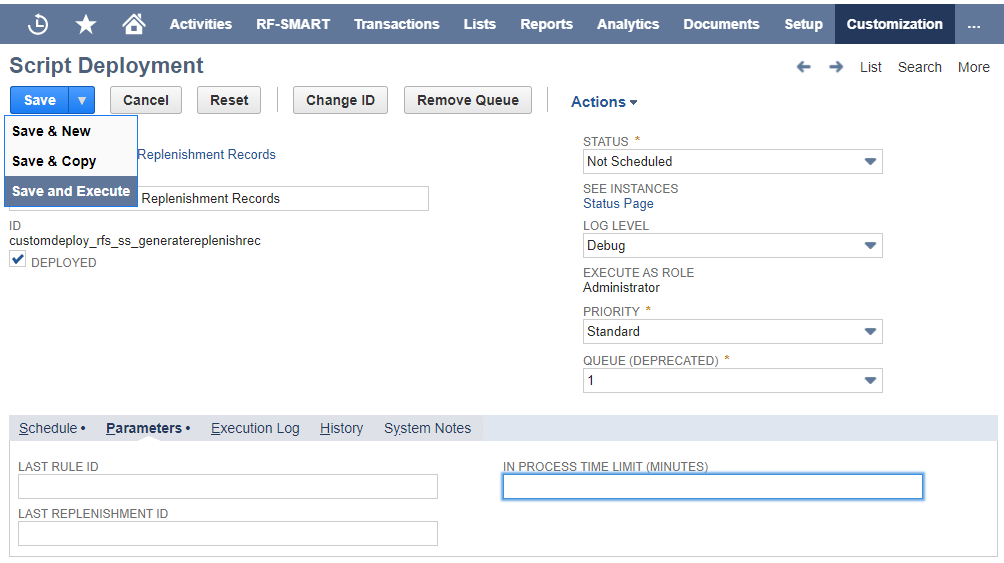 Activities RF-SMART Transactions Lists Reports Analytics Documents Setup Customization ...
Script Deployment
List Search More
Save Cancel Reset Change ID Remove Queue Actions
Save & New
Save & Copy
Save and Execute
Replenishment Records
Replenishment Records
ID
customdeploy_rfs_ss_generatereplenishrec
DEPLOYED
STATUS *
Not Scheduled
SEE INSTANCES
Status Page
LOG LEVEL
Debug
EXECUTE AS ROLE
Administrator
PRIORITY *
Standard
QUEUE (DEPRECATED) *
1
Schedule • Parameters • Execution Log History System Notes
LAST RULE ID
IN PROCESS TIME LIMIT (MINUTES)
LAST REPLENISHMENT ID